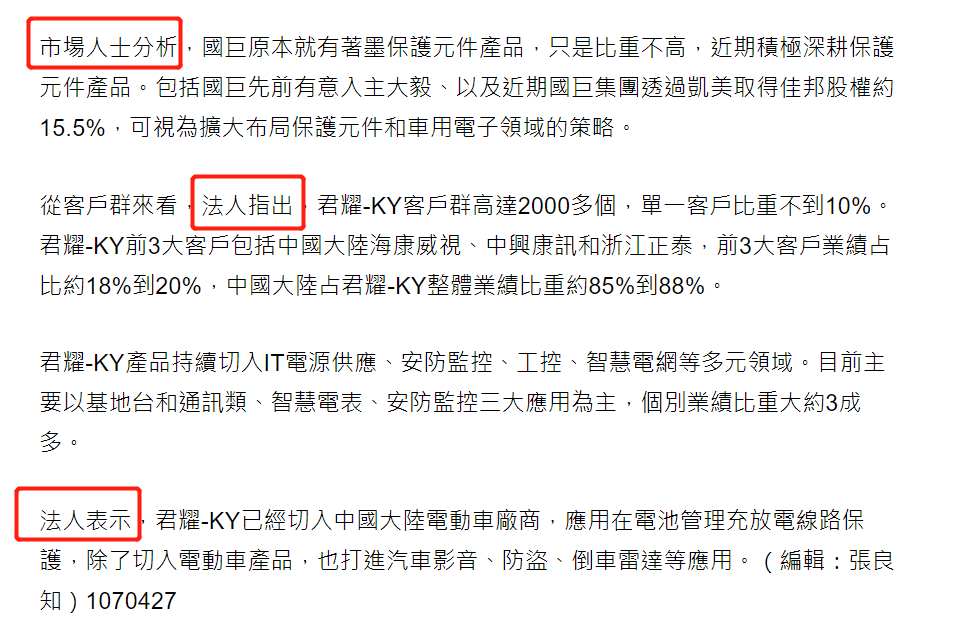 市場人士分析，國巨原本就有著墨保護元件產品，只是比重不高，近期積極深耕保護
元件產品。包括國巨先前有意入主大毅、以及近期國巨集團透過凱美取得佳邦股權約
15.5%，可視為擴大布局保護元件和車用電子領域的策略。
從客戶群來看，法人指出，君耀-KY客戶群高達2000多個，單一客戶比重不到10%。
君耀-KY前3大客戶包括中國大陸海康威視、中興康訊和浙江正泰，前3大客戶業績占
比約18%到20%，中國大陸占君耀-KY整體業績比重約85%到88%。
君耀-KY產品持續切入IT電源供應、安防監控、工控、智慧電網等多元領域。目前主
要以基地台和通訊類、智慧電表、安防監控三大應用為主，個別業績比重大約3成
多。
法人表示，君耀-KY已經切入中國大陸電動車廠商，應用在電池管理充放電線路保
護，除了切入電動車產品，也打進汽車影音、防盜、倒車雷達等應用。（編輯：張良
知）1070427